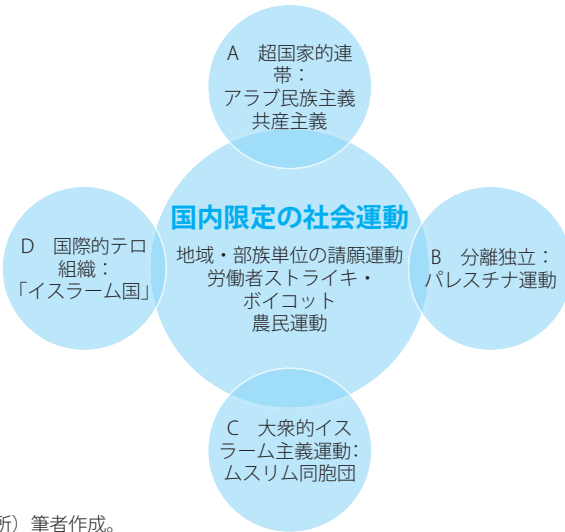 A 超国家的連
帯：
アラブ民族主義
共産主義
国内限定の社会運動
地域・部族単位の請願運動
労働者ストライキ・
ボイコット
農民運動
D 国際的テロ
組織：
「イスラーム国」
B 分離独立：
パレスチナ運動
C 大衆的イス
ラーム主義運動：
ムスリム同胞団
所）筆者作成。